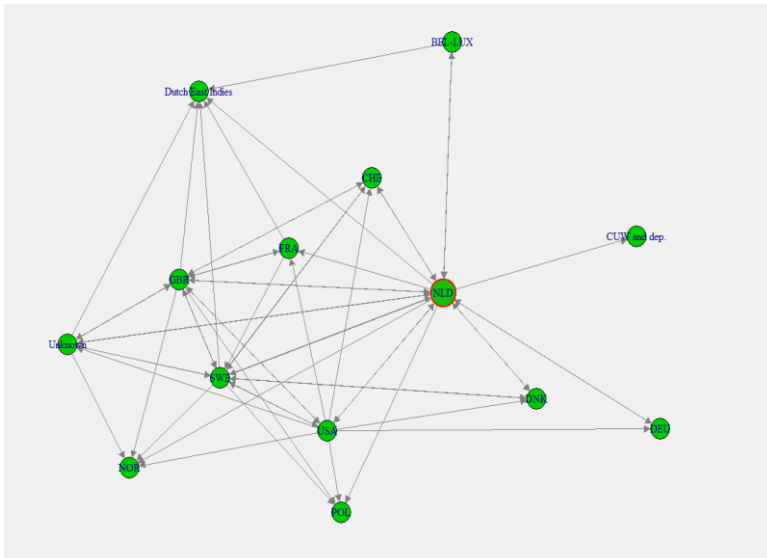 BEL-LUX
Dutch East Indies
CHE
CUW and dep.
FRA
GBR
NLD
Unknown
SWE
DNK
USA
DEU
NOR
POL